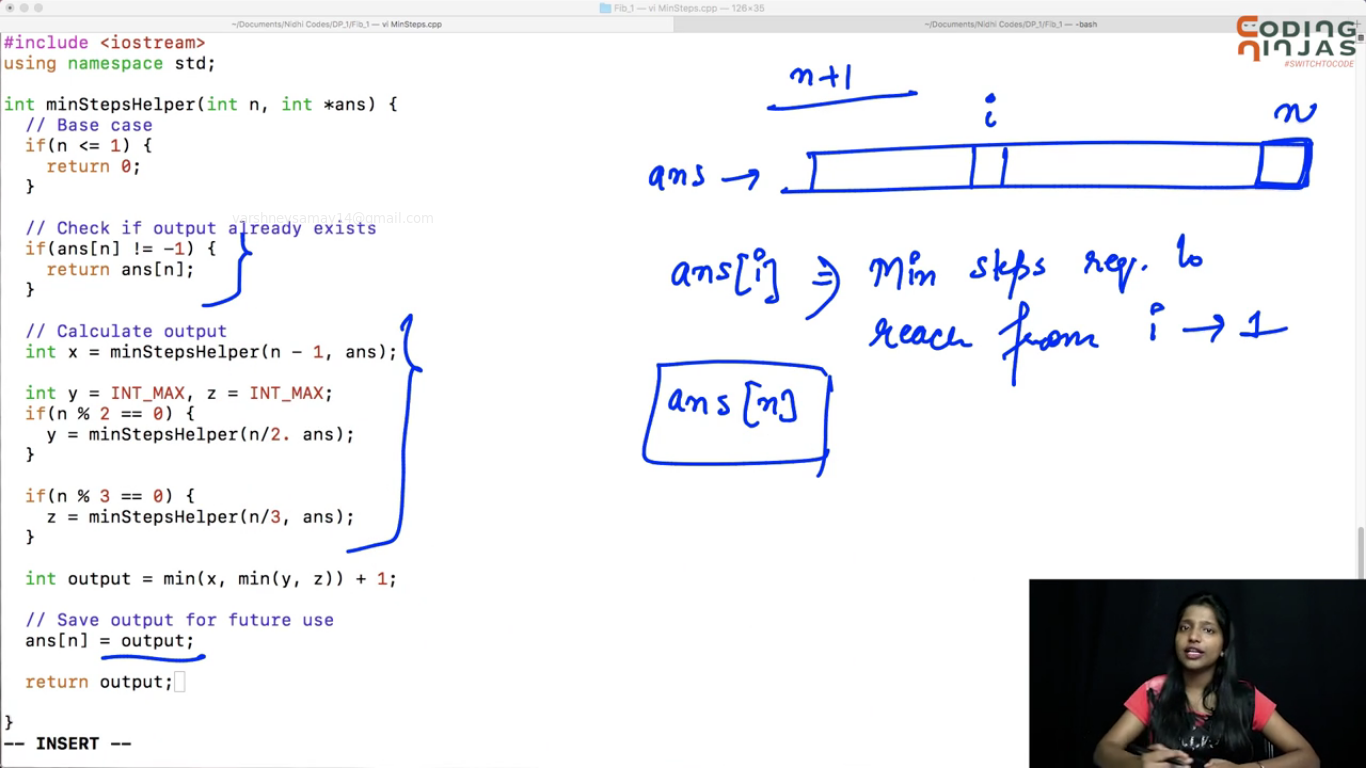 Fib_1 — vi MinSteps.cpp — 126×35
~/Documents/Nidhi Codes/DP_1/Fib_1 — vi MinSteps.cpp
~/Documents/Nidhi Codes/DP_1/Fib_1 — -bash
CODING
NINJAS
#SWITCHTOCODE
#include <iostream>
using namespace std;
int minStepsHelper(int n, int *ans) {
// Base case
if(n <= 1) {
return 0;
}
varshneysamay14@gmail.com
// Check if output already exists
if(ans[n] != -1) {
return ans[n];
}
// Calculate output
int x = minStepsHelper(n - 1, ans);
int y = INT_MAX, z = INT_MAX;
if(n % 2 == 0) {
y = minStepsHelper(n/2. ans);
}
if(n % 3 == 0) {
z = minStepsHelper(n/3, ans);
}
int output = min(x, min(y, z)) + 1;
// Save output for future use
ans[n] = output;
return output;
}
-- INSERT --
n+1
i
n
ans →
ans[i] ⇒ Min steps req. to
reach from i → 1
ans[n]